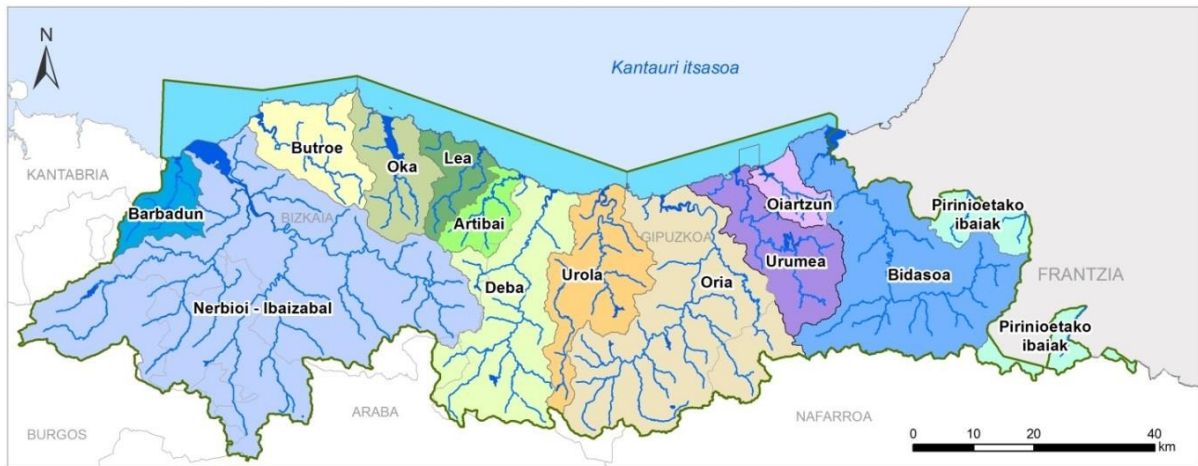 N
Kantauri itsasoa
KANTABRIA
Butroe
Oka
Lea
Oiartzun
Pirinioetako
ibaiak
Barbadun
BIZKAIA
Artibai
GIPUZKOA
Urumea
Bidasoa
FRANTZIA
Nerbioi - Ibaizabal
Deba
Urola
Oria
Pirinioetako
ibaiak
BURGOS
ARABA
NAFARROA
0 10 20 40
km